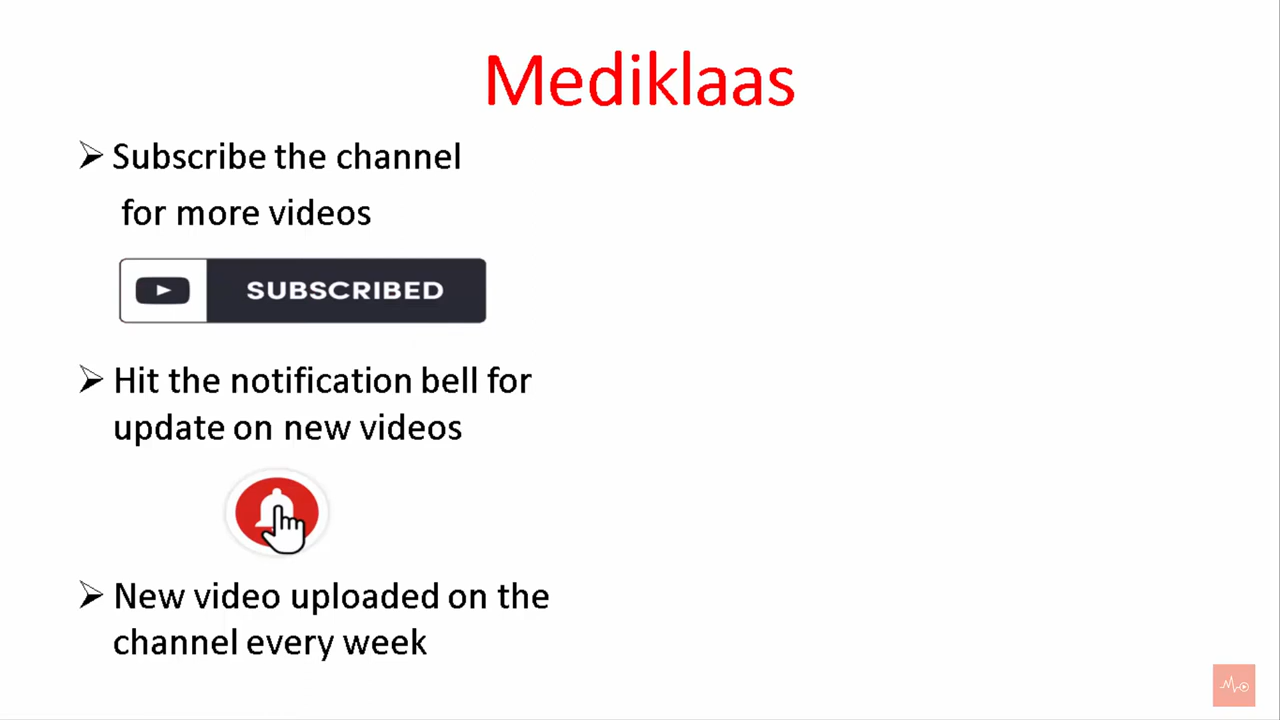 Mediklaas
➢ Subscribe the channel
for more videos
SUBSCRIBED
➢ Hit the notification bell for
update on new videos
➢ New video uploaded on the
channel every week